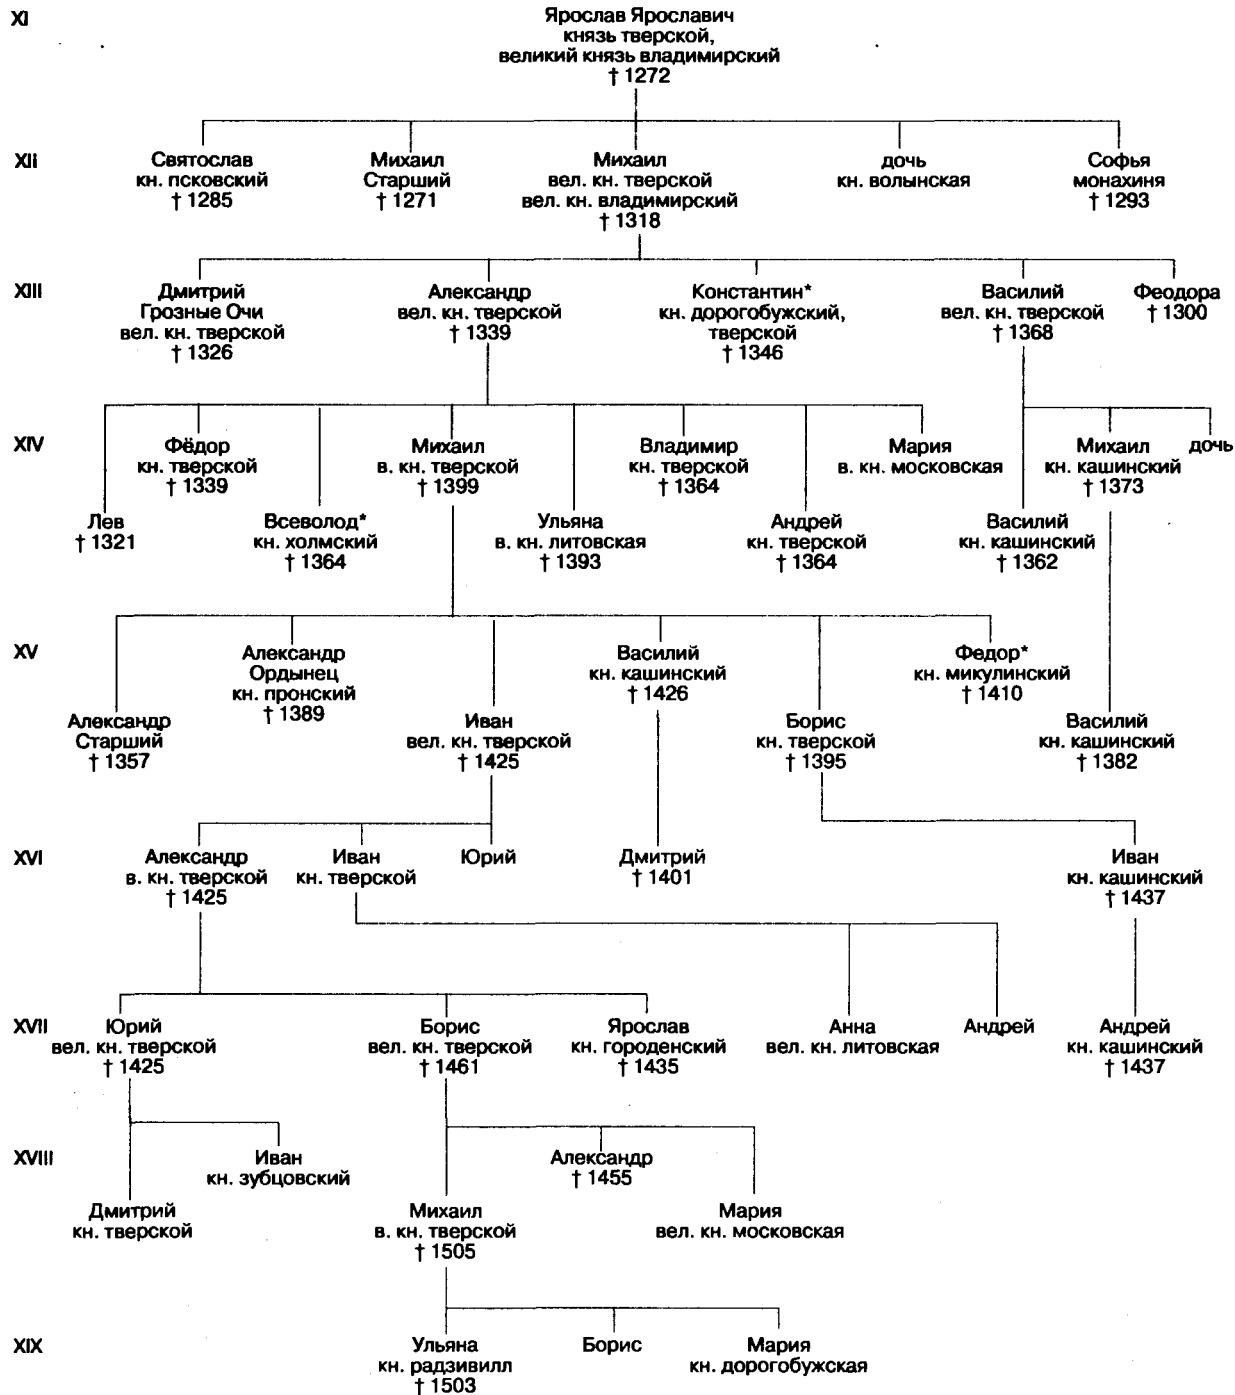 XI
Ярослав Ярославич
князь тверской,
великий князь владимирский
† 1272
XII
Святослав
кн. псковский
† 1285
Михаил
Старший
† 1271
Михаил
вел. кн. тверской
вел. кн. владимирский
† 1318
дочь
кн. волынская
Софья
монахиня
† 1293
XIII
Дмитрий
Грозные Очи
вел. кн. тверской
† 1326
Александр
вел. кн. тверской
† 1339
Константин*
кн. дорогобужский,
тверской
† 1346
Василий
вел. кн. тверской
† 1368
Феодора
† 1300
XIV
Фёдор
кн. тверской
† 1339
Михаил
в. кн. тверской
† 1399
Владимир
кн. тверской
† 1364
Мария
в. кн. московская
Михаил
кн. кашинский
† 1373
дочь
Лев
† 1321
Всеволод*
кн. холмский
† 1364
Ульяна
в. кн. литовская
† 1393
Андрей
кн. тверской
† 1364
Василий
кн. кашинский
† 1362
XV
Александр
Ордынец
кн. пронский
† 1389
Василий
кн. кашинский
† 1426
Федор*
кн. микулинский
† 1410
Александр
Старший
† 1357
Иван
вел. кн. тверской
† 1425
Борис
кн. тверской
† 1395
Василий
кн. кашинский
† 1382
XVI
Александр
в. кн. тверской
† 1425
Иван
кн. тверской
Юрий
Дмитрий
† 1401
Иван
кн. кашинский
† 1437
XVII
Юрий
вел. кн. тверской
† 1425
Борис
вел. кн. тверской
† 1461
Ярослав
кн. городенский
† 1435
Анна
вел. кн. литовская
Андрей
Андрей
кн. кашинский
† 1437
XVIII
Иван
кн. зубцовский
Александр
† 1455
Дмитрий
кн. тверской
Михаил
в. кн. тверской
† 1505
Мария
вел. кн. московская
XIX
Ульяна
кн. радзивилл
† 1503
Борис
Мария
кн. дорогобужская